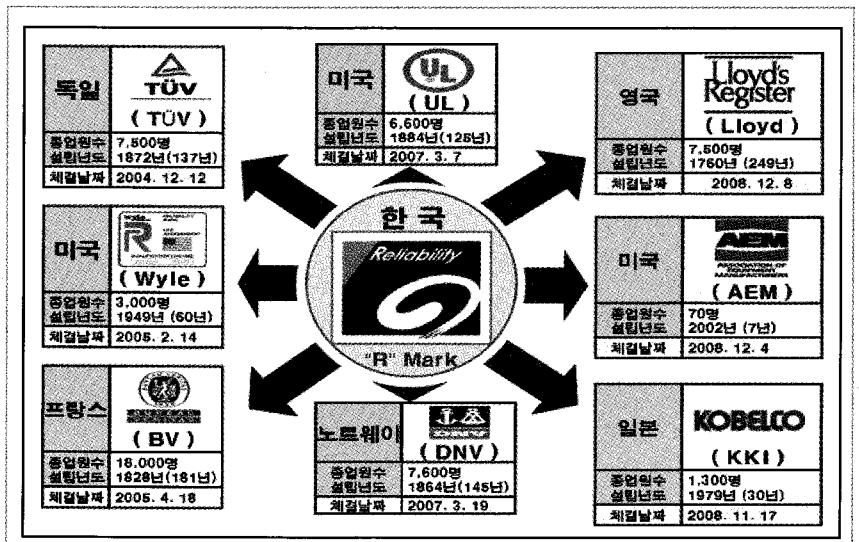 독일
TÜV
( TÜV )
종업원수 7,500명
설립년도 1872년(137년)
체결날짜 2004. 12. 12
미국
UL
( UL )
종업원수 6,600명
설립년도 1884년(125년)
체결날짜 2007. 3. 7
영국
Lloyd's
Register
( Lloyd )
종업원수 7,500명
설립년도 1760년 (249년)
체결날짜 2008. 12. 8
미국
Wyle
R
( Wyle )
종업원수 3,000명
설립년도 1949년 (60년)
체결날짜 2005. 2. 14
한국
Reliability
"R" Mark
미국
AEM
ASSOCIATION OF
EQUIPMENT
MANUFACTURERS
( AEM )
종업원수 70명
설립년도 2002년 (7년)
체결날짜 2008. 12. 4
프랑스
( BV )
종업원수 18,000명
설립년도 1828년(181년)
체결날짜 2005. 4. 18
노르웨이
( DNV )
종업원수 7,600명
설립년도 1864년(145년)
체결날짜 2007. 3. 19
일본
KOBELCO
( KKI )
종업원수 1,300명
설립년도 1979년 (30년)
체결날짜 2008. 11. 17